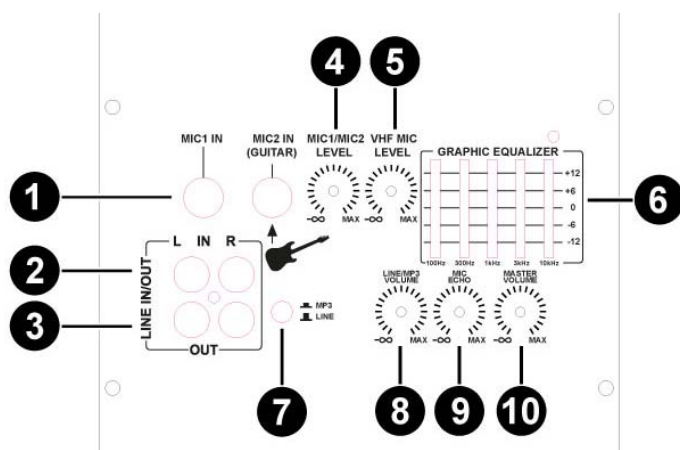 4 5
MIC1 IN
MIC2 IN
(GUITAR)
MIC1/MIC2
LEVEL
VHF MIC
LEVEL
-∞ MAX
-∞ MAX
GRAPHIC EQUALIZER
+12
+6
0
-6
-12
100Hz 300Hz 1kHz 3kHz 10kHz
1
6
2
3
L IN R
LINE IN/OUT
OUT
MP3
LINE
LINE/MP3
VOLUME
MIC
ECHO
MASTER
VOLUME
-∞ MAX
-∞ MAX
-∞ MAX
7
8
9
10